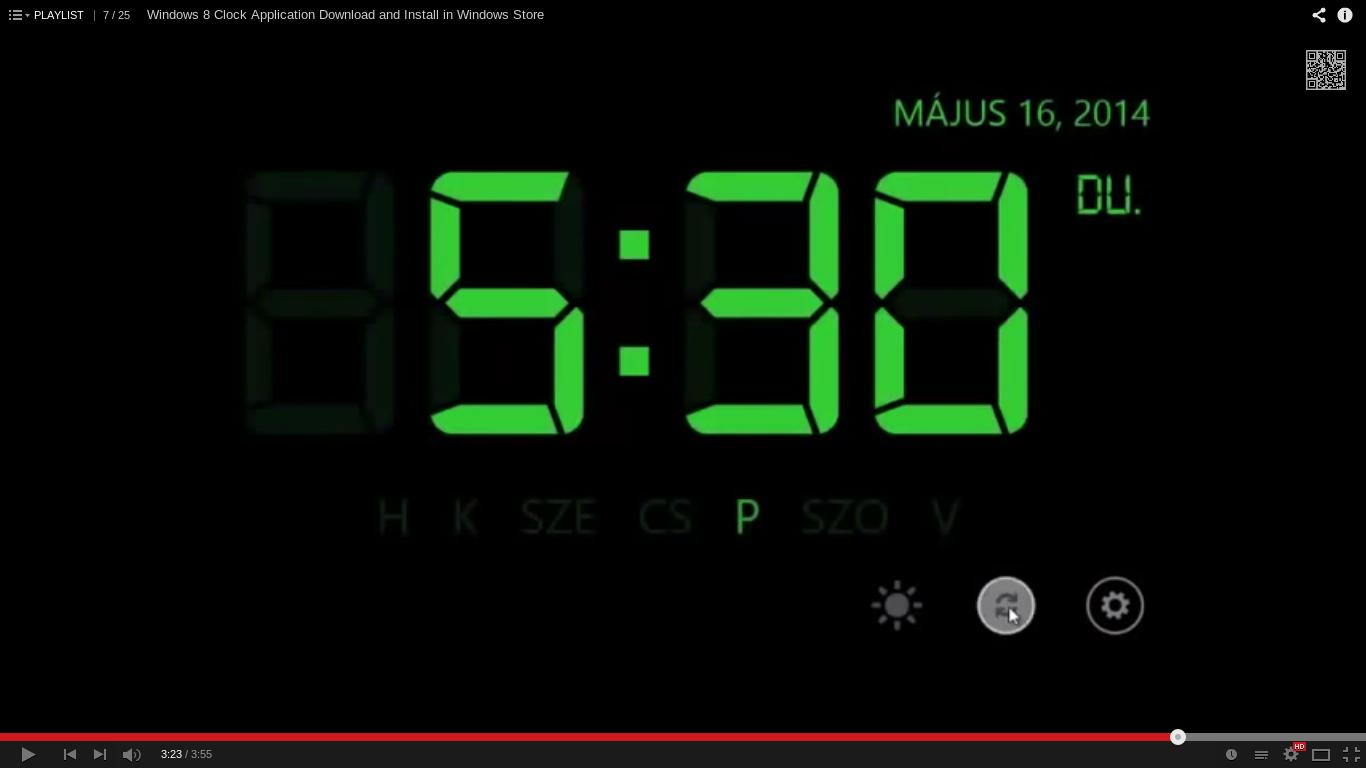 PLAYLIST | 7 / 25 Windows 8 Clock Application Download and Install in Windows Store
MÁJUS 16, 2014
5:30 DU.
H K SZE CS P SZO V
3:23 / 3:55 HD